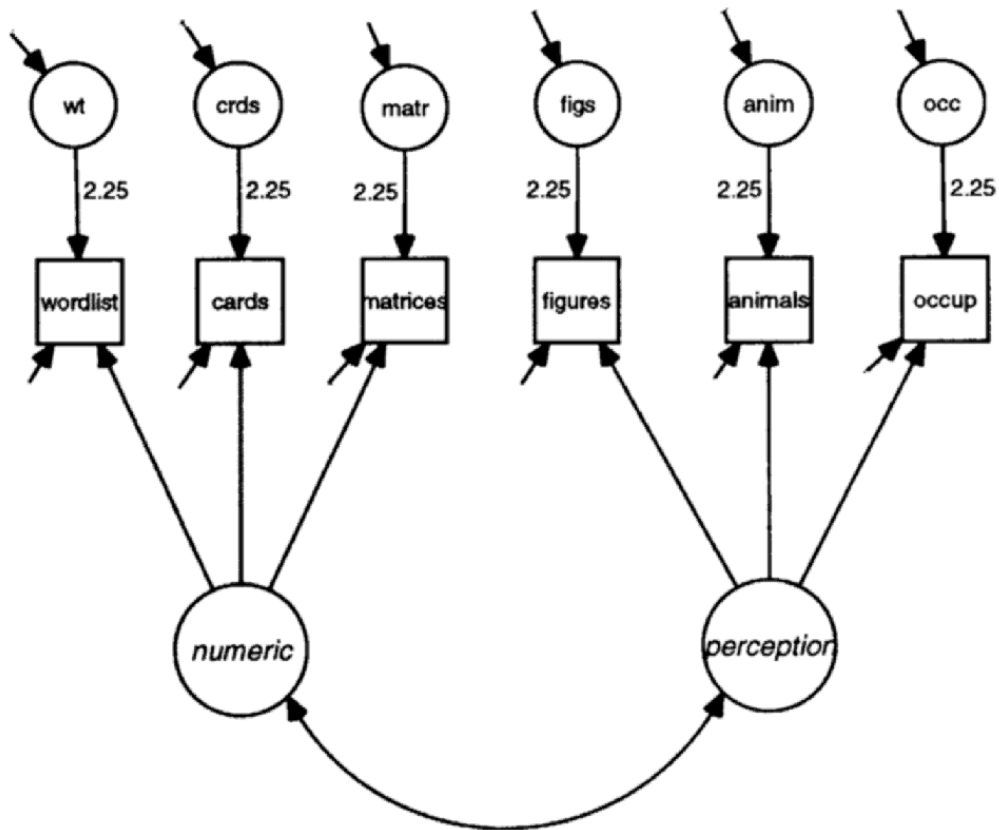 wt
crds
matr
figs
anim
occ
2.25
2.25
2.25
2.25
2.25
2.25
wordlist
cards
matrices
figures
animals
occup
numeric
perception